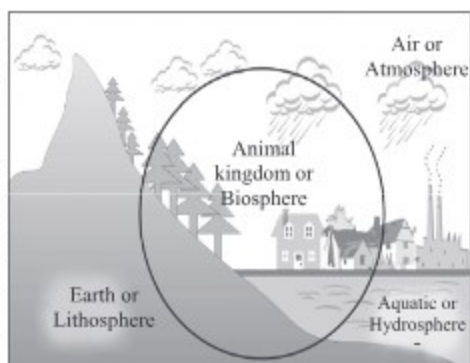 Air or
Atmosphere
Animal
kingdom or
Biosphere
Earth or
Lithosphere
Aquatic or
Hydrosphere
-